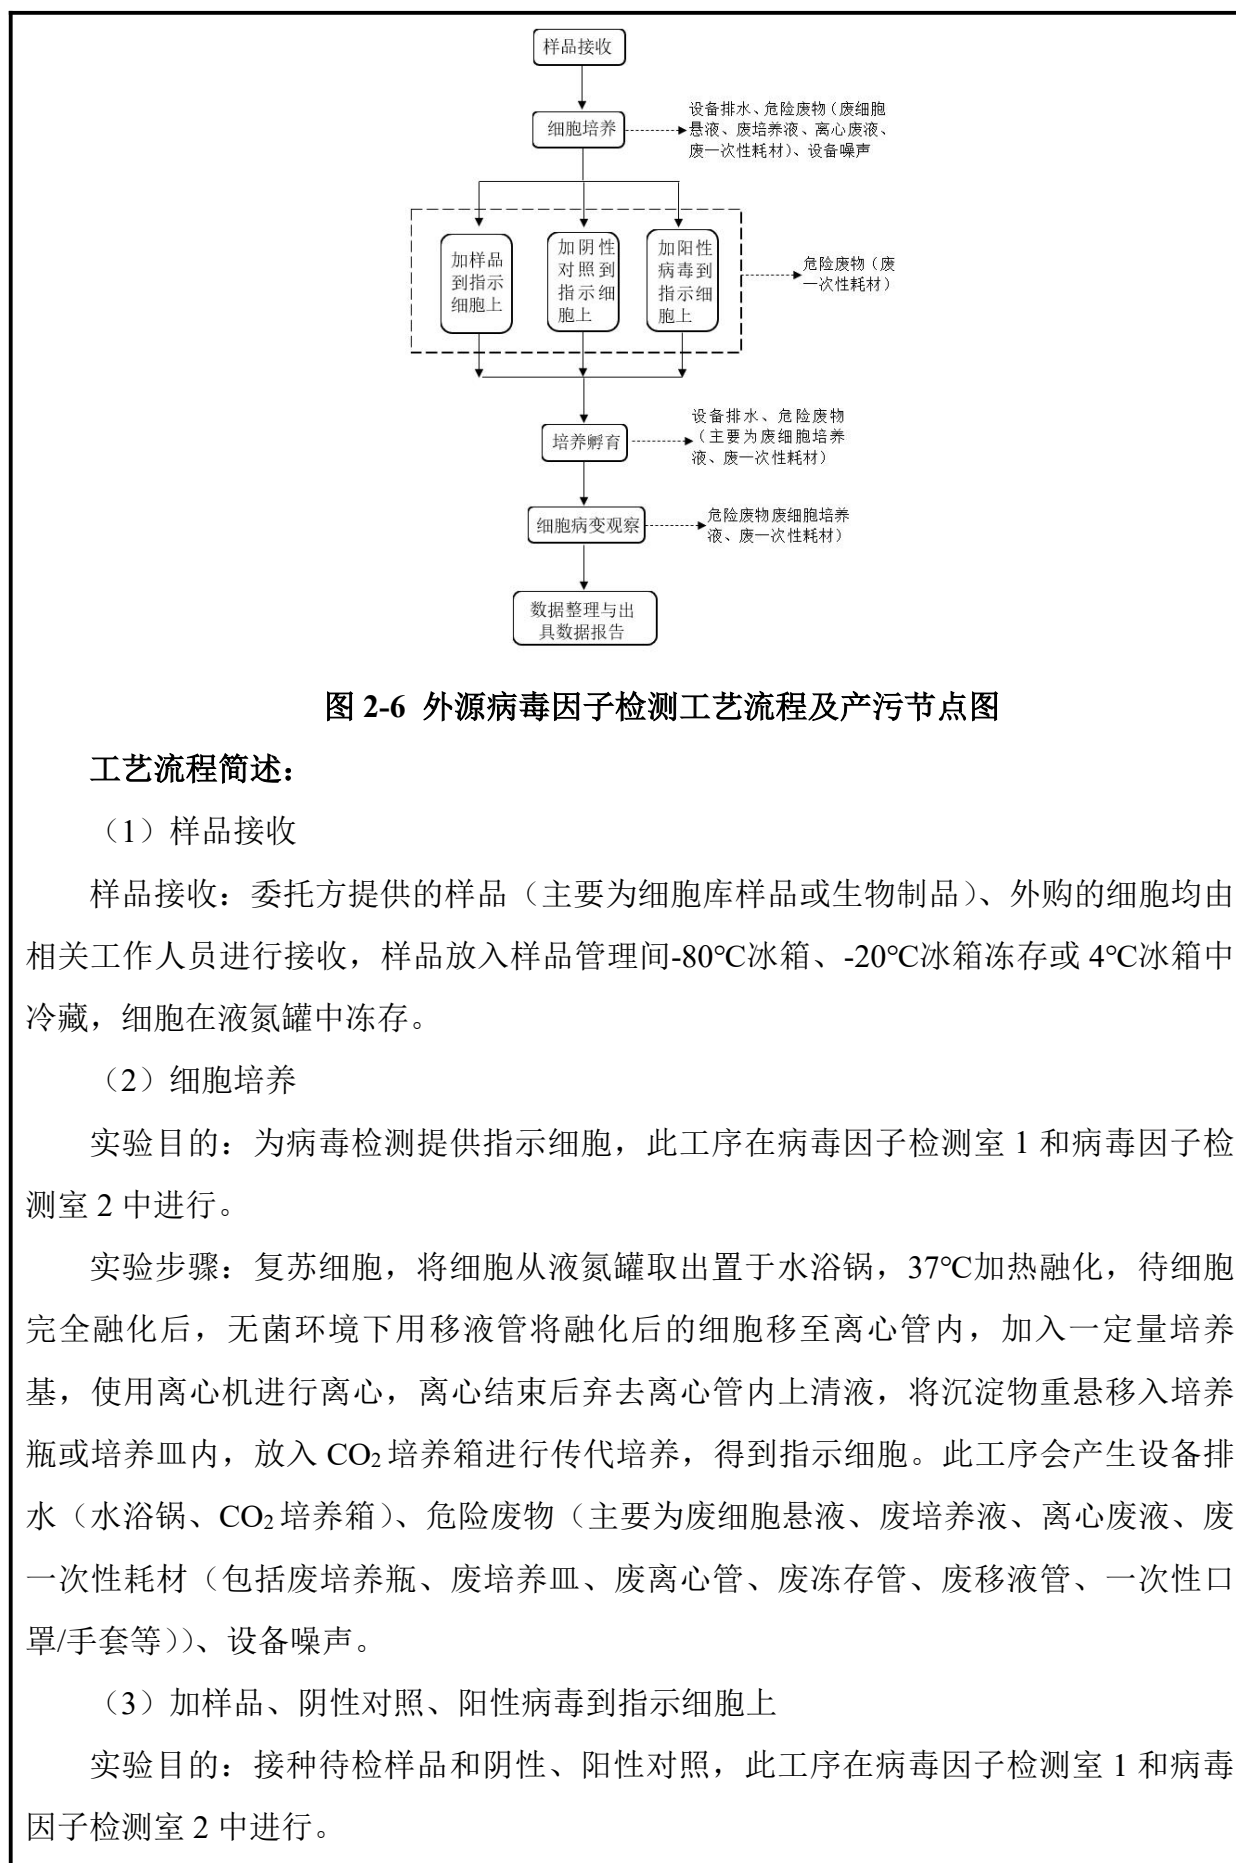 样品接收
细胞培养
设备排水、危险废物（废细胞
悬液、废培养液、离心废液、
废一次性耗材）、设备噪声
加样品
到指示
细胞上
加阴性
对照到
指示细
胞上
加阳性
病毒到
指示细
胞上
危险废物（废
一次性耗材）
培养孵育
设备排水、危险废物
（主要为废细胞培养
液、废一次性耗材）
细胞病变观察
危险废物废细胞培养
液、废一次性耗材）
数据整理与出
具数据报告
图 2-6 外源病毒因子检测工艺流程及产污节点图
工艺流程简述：
（1）样品接收
样品接收：委托方提供的样品（主要为细胞库样品或生物制品）、外购的细胞均由
相关工作人员进行接收，样品放入样品管理间-80℃冰箱、-20℃冰箱冻存或 4℃冰箱中
冷藏，细胞在液氮罐中冻存。
（2）细胞培养
实验目的：为病毒检测提供指示细胞，此工序在病毒因子检测室 1 和病毒因子检
测室 2 中进行。
实验步骤：复苏细胞，将细胞从液氮罐取出置于水浴锅，37℃加热融化，待细胞
完全融化后，无菌环境下用移液管将融化后的细胞移至离心管内，加入一定量培养
基，使用离心机进行离心，离心结束后弃去离心管内上清液，将沉淀物重悬移入培养
瓶或培养皿内，放入 CO₂ 培养箱进行传代培养，得到指示细胞。此工序会产生设备排
水（水浴锅、CO₂ 培养箱）、危险废物（主要为废细胞悬液、废培养液、离心废液、废
一次性耗材（包括废培养瓶、废培养皿、废离心管、废冻存管、废移液管、一次性口
罩/手套等））、设备噪声。
（3）加样品、阴性对照、阳性病毒到指示细胞上
实验目的：接种待检样品和阴性、阳性对照，此工序在病毒因子检测室 1 和病毒
因子检测室 2 中进行。